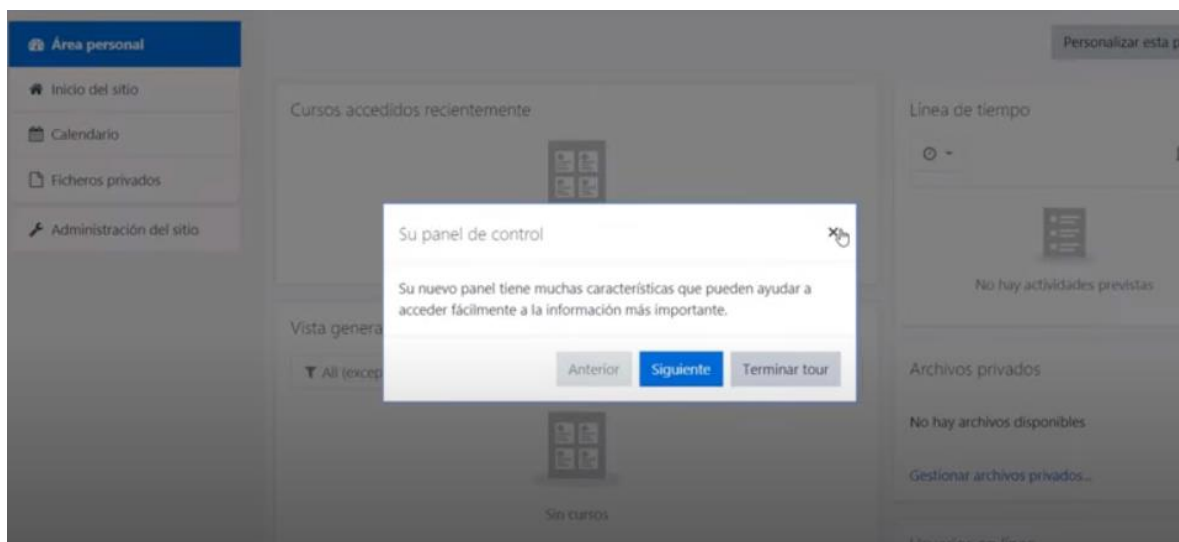 Área personal
Inicio del sitio
Calendario
Ficheros privados
Administración del sitio
Personalizar esta p
Cursos accedidos recientemente
Línea de tiempo
No hay actividades previstas
Su panel de control
Su nuevo panel tiene muchas características que pueden ayudar a
acceder fácilmente a la información más importante.
Anterior
Siguiente
Terminar tour
Vista genera
All (excep
Sin cursos
Archivos privados
No hay archivos disponibles
Gestionar archivos privados...